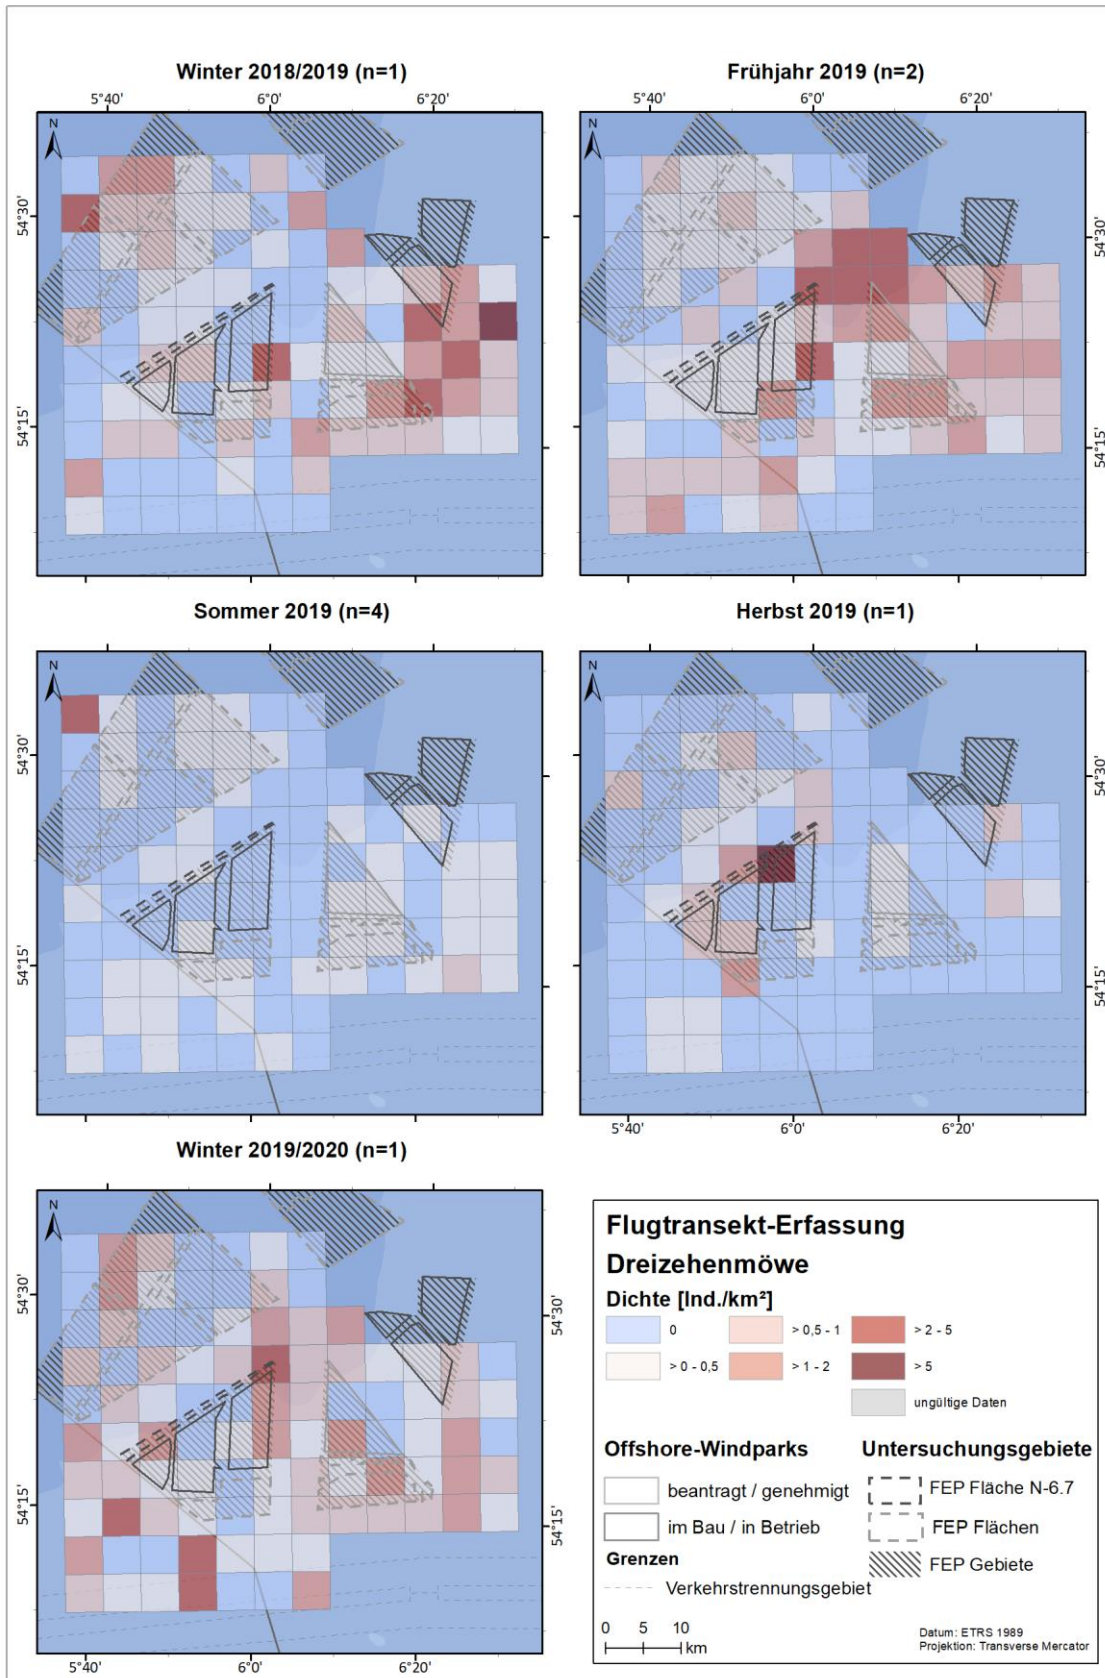 Winter 2018/2019 (n=1)
Frühjahr 2019 (n=2)
5°40' 6°0' 6°20'
5°40' 6°0' 6°20'
N
N
54°30'
54°30'
54°15'
54°15'
Sommer 2019 (n=4)
Herbst 2019 (n=1)
N
N
54°30'
54°30'
54°15'
54°15'
5°40' 6°0' 6°20'
Winter 2019/2020 (n=1)
N
54°30'
54°30'
54°15'
54°15'
5°40' 6°0' 6°20'
Flugtransekt-Erfassung
Dreizehenmöwe
Dichte [Ind./km²]
0 > 0,5 - 1 > 2 - 5
> 0 - 0,5 > 1 - 2 > 5
ungültige Daten
Offshore-Windparks Untersuchungsgebiete
beantragt / genehmigt FEP Fläche N-6.7
im Bau / in Betrieb FEP Flächen
Grenzen FEP Gebiete
Verkehrstrennungsgebiet
0 5 10
km
Datum: ETRS 1989
Projektion: Transverse Mercator